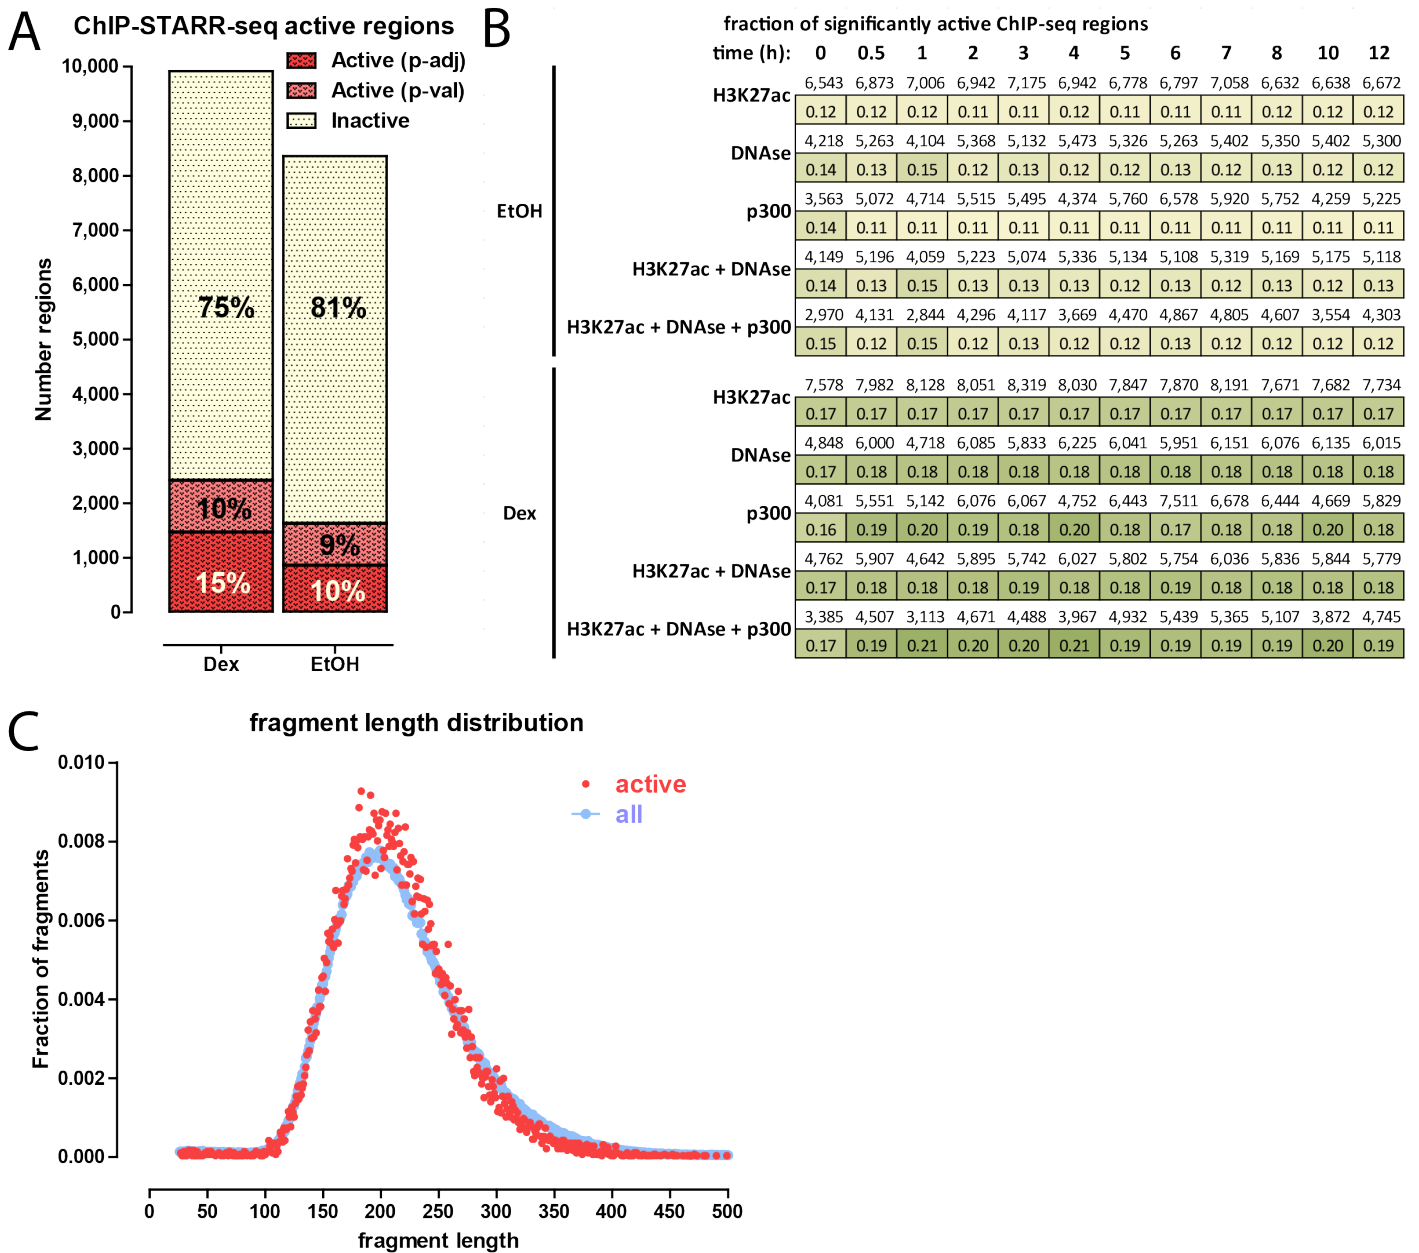 A
ChIP-STARR-seq active regions
Active (p-adj)
Active (p-val)
Inactive
Number regions
10,000
9,000
8,000
7,000
6,000
5,000
4,000
3,000
2,000
1,000
0
75%
81%
10%
9%
15%
10%
Dex EtOH
B
fraction of significantly active ChIP-seq regions
time (h): 0 0.5 1 2 3 4 5 6 7 8 10 12
EtOH
H3K27ac
6,543 6,873 7,006 6,942 7,175 6,942 6,778 6,797 7,058 6,632 6,638 6,672
0.12 0.12 0.12 0.11 0.11 0.12 0.11 0.11 0.11 0.12 0.12 0.12
DNAse
4,218 5,263 4,104 5,368 5,132 5,473 5,326 5,263 5,402 5,350 5,402 5,300
0.14 0.13 0.15 0.12 0.13 0.12 0.12 0.13 0.12 0.13 0.12 0.12
p300
3,563 5,072 4,714 5,515 5,495 4,374 5,760 6,578 5,920 5,752 4,259 5,225
0.14 0.11 0.11 0.11 0.11 0.11 0.11 0.11 0.11 0.11 0.11 0.11
H3K27ac + DNAse
4,149 5,196 4,059 5,223 5,074 5,336 5,134 5,108 5,319 5,169 5,175 5,118
0.14 0.13 0.15 0.13 0.13 0.13 0.12 0.13 0.12 0.13 0.12 0.13
H3K27ac + DNAse + p300
2,970 4,131 2,844 4,296 4,117 3,669 4,470 4,867 4,805 4,607 3,554 4,303
0.15 0.12 0.15 0.12 0.13 0.12 0.12 0.13 0.12 0.12 0.12 0.12
Dex
H3K27ac
7,578 7,982 8,128 8,051 8,319 8,030 7,847 7,870 8,191 7,671 7,682 7,734
0.17 0.17 0.17 0.17 0.17 0.17 0.17 0.17 0.17 0.17 0.17 0.17
DNAse
4,848 6,000 4,718 6,085 5,833 6,225 6,041 5,951 6,151 6,076 6,135 6,015
0.17 0.18 0.18 0.18 0.18 0.18 0.18 0.18 0.18 0.18 0.18 0.18
p300
4,081 5,551 5,142 6,076 6,067 4,752 6,443 7,511 6,678 6,444 4,669 5,829
0.16 0.19 0.20 0.19 0.18 0.20 0.18 0.17 0.18 0.18 0.20 0.18
H3K27ac + DNAse
4,762 5,907 4,642 5,895 5,742 6,027 5,802 5,754 6,036 5,836 5,844 5,779
0.17 0.18 0.18 0.18 0.19 0.18 0.18 0.19 0.18 0.18 0.18 0.18
H3K27ac + DNAse + p300
3,385 4,507 3,113 4,671 4,488 3,967 4,932 5,439 5,365 5,107 3,872 4,745
0.17 0.19 0.21 0.20 0.20 0.21 0.19 0.19 0.19 0.19 0.20 0.19
C
fragment length distribution
active
all
Fraction of fragments
0.010
0.008
0.006
0.004
0.002
0.000
0 50 100 150 200 250 300 350 400 450 500
fragment length